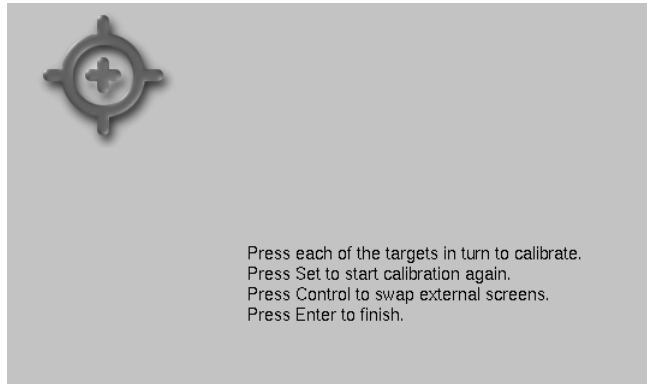 Press each of the targets in turn to calibrate.
Press Set to start calibration again.
Press Control to swap external screens.
Press Enter to finish.